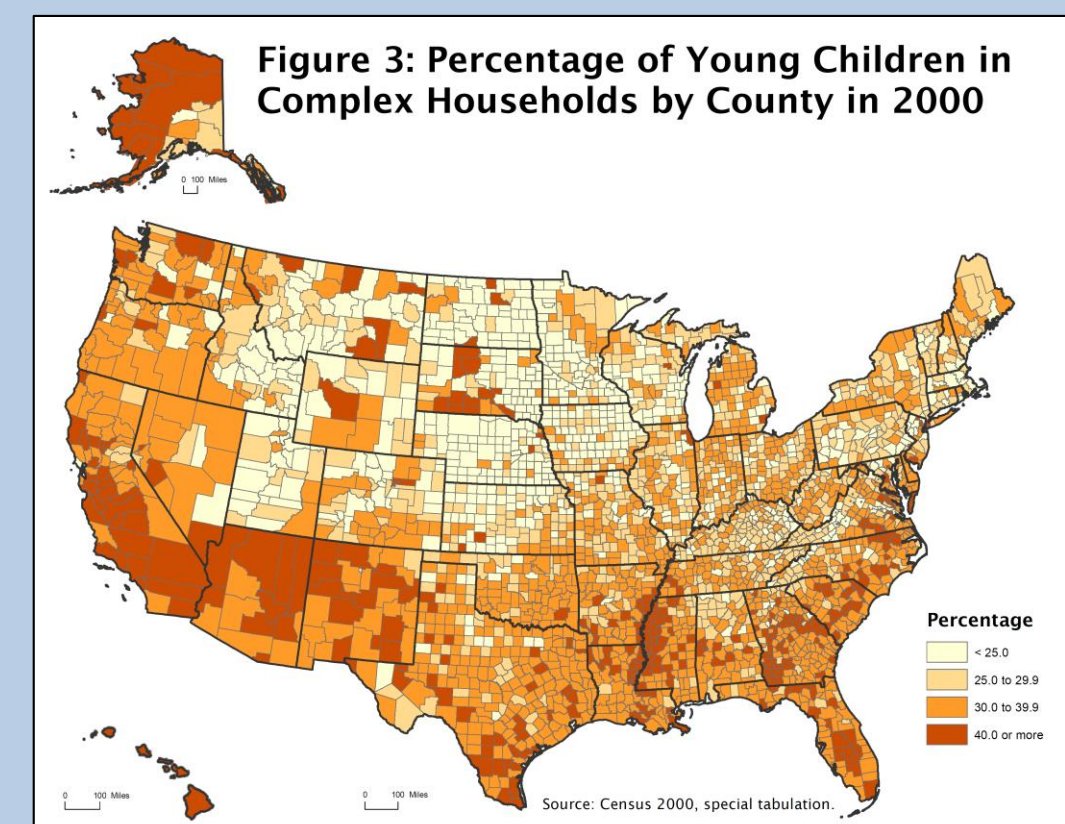 Figure 3: Percentage of Young Children in
Complex Households by County in 2000
0 100 Miles
Percentage
< 25.0
25.0 to 29.9
30.0 to 39.9
40.0 or more
0 100 Miles
0 100 Miles
Source: Census 2000, special tabulation.